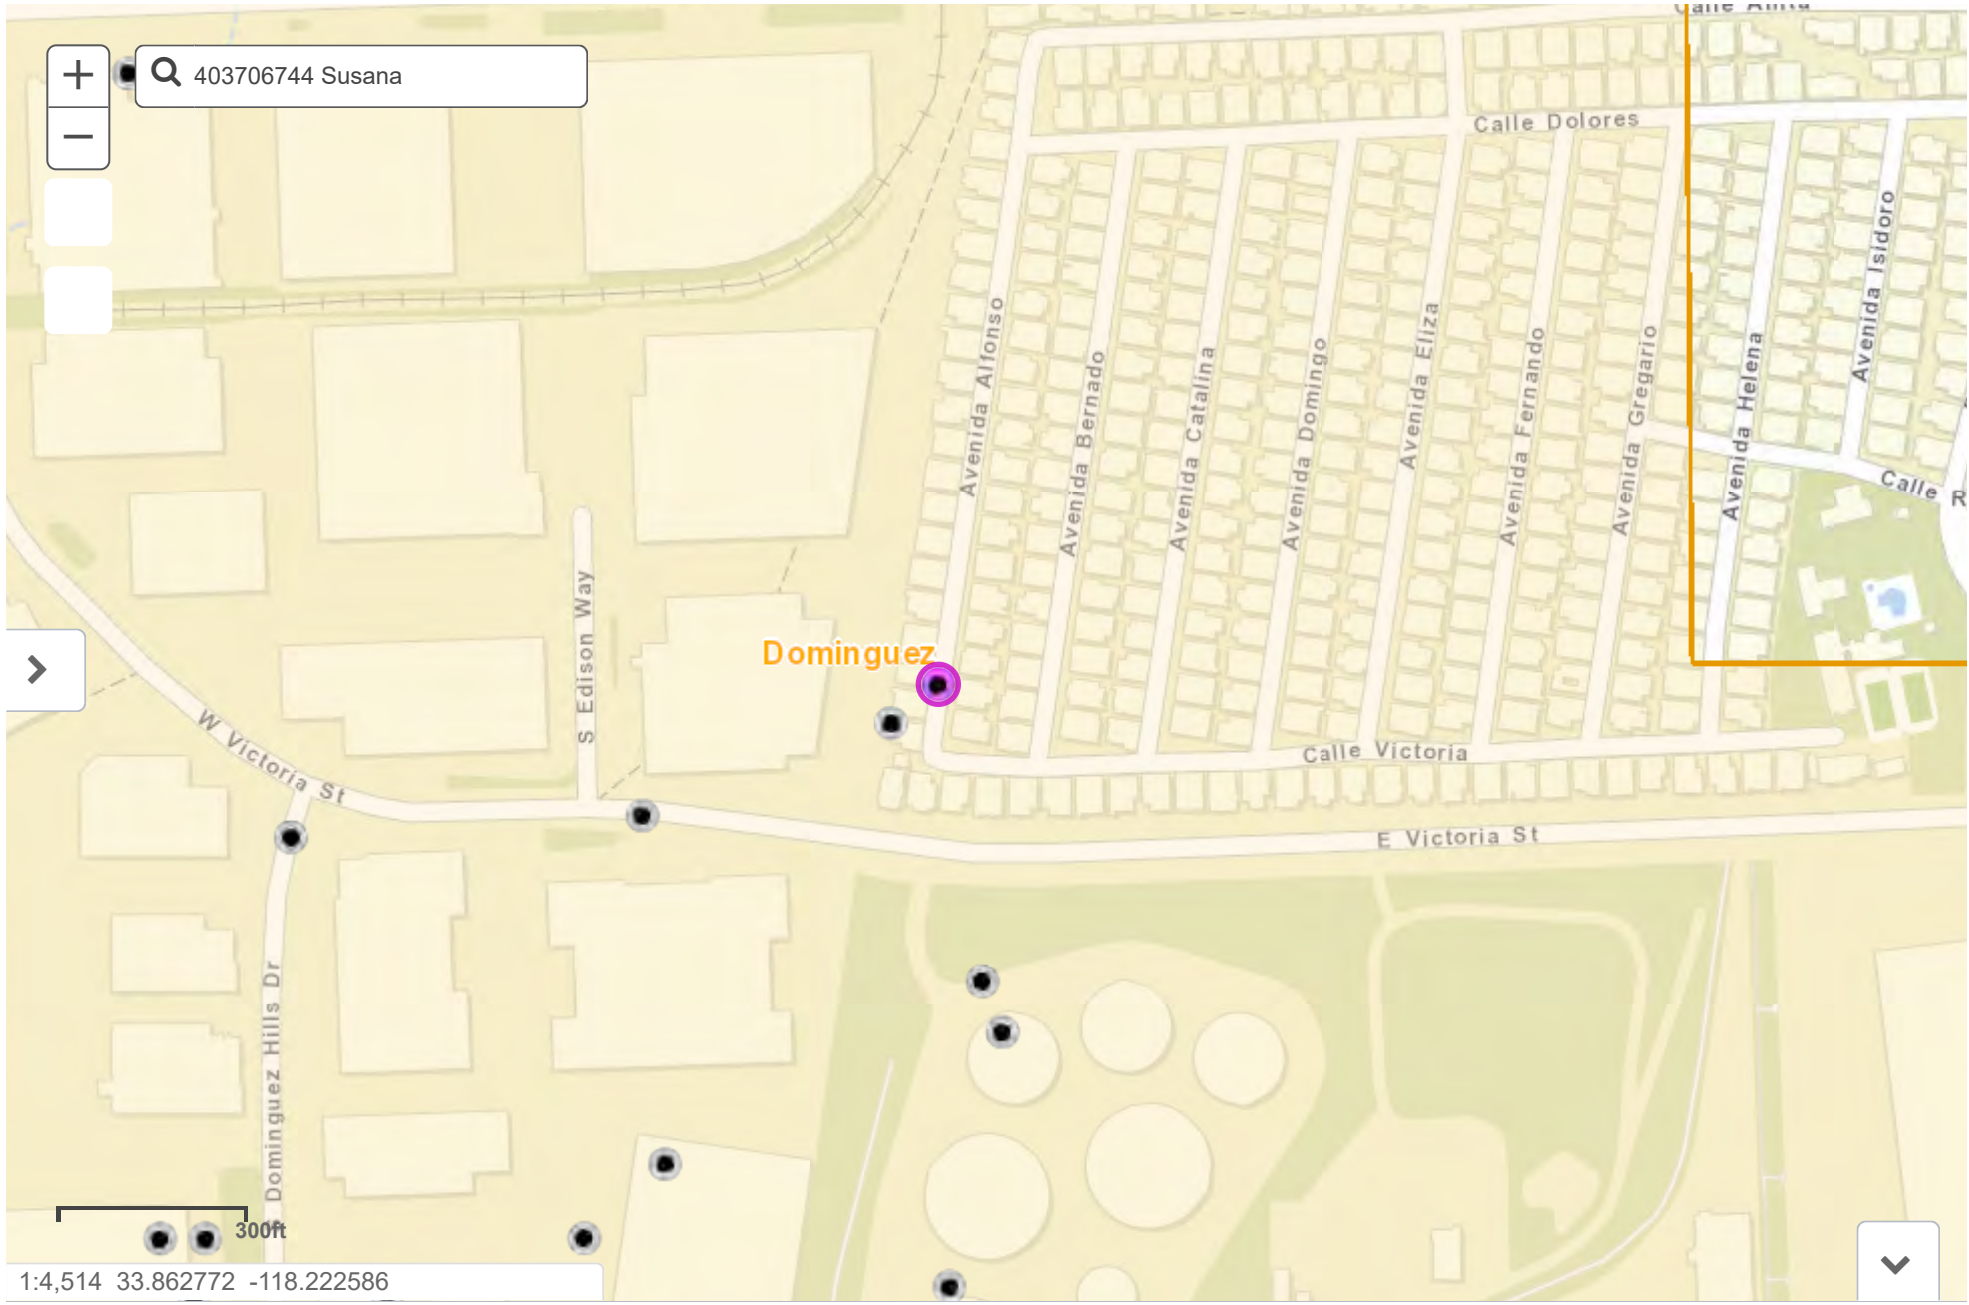 Calle Anita
+
403706744 Susana
−
Calle Dolores
Avenida Isidoro
Avenida Alfonso
Avenida Bernado
Avenida Catalina
Avenida Domingo
Avenida Eliza
Avenida Fernando
Avenida Gregario
Avenida Helena
Calle R
S Edison Way
Dominguez
W Victoria St
Calle Victoria
E Victoria St
S Dominguez Hills Dr
300ft
1:4,514 33.862772 -118.222586